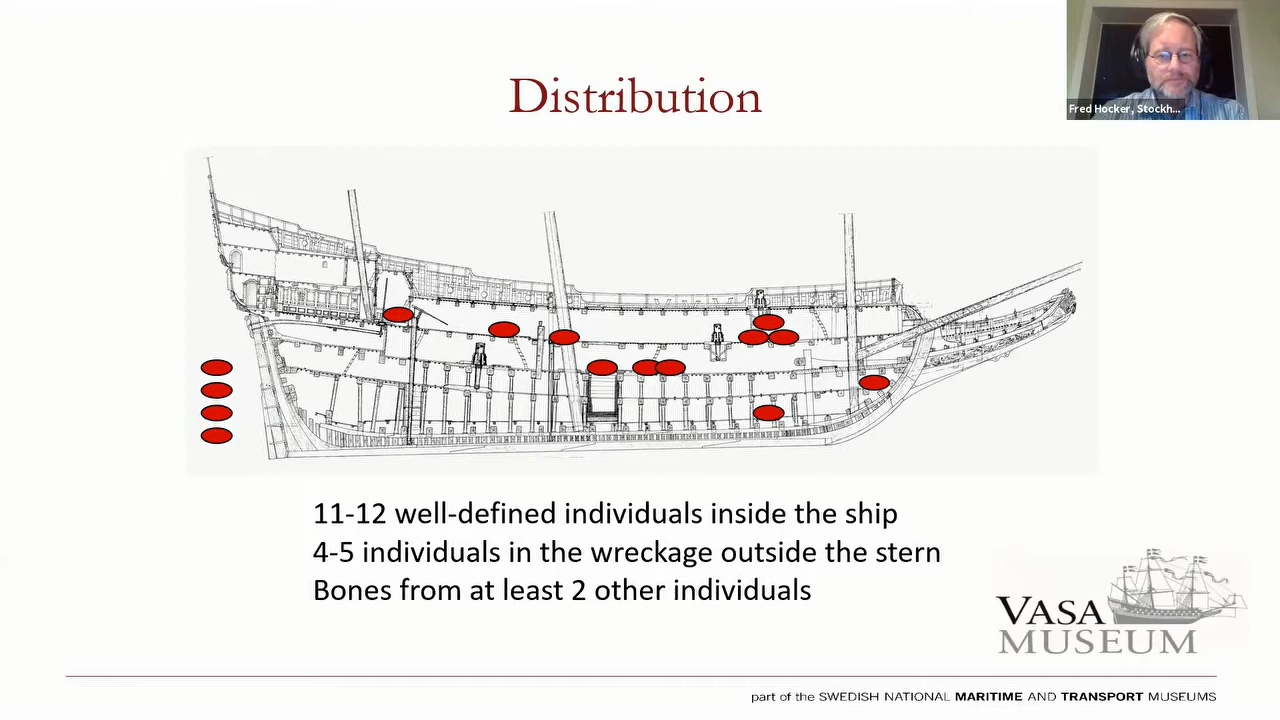 Distribution
Fred Hocker, Stockh...
11-12 well-defined individuals inside the ship
4-5 individuals in the wreckage outside the stern
Bones from at least 2 other individuals
VASA
MUSEUM
part of the SWEDISH NATIONAL MARITIME AND TRANSPORT MUSEUMS